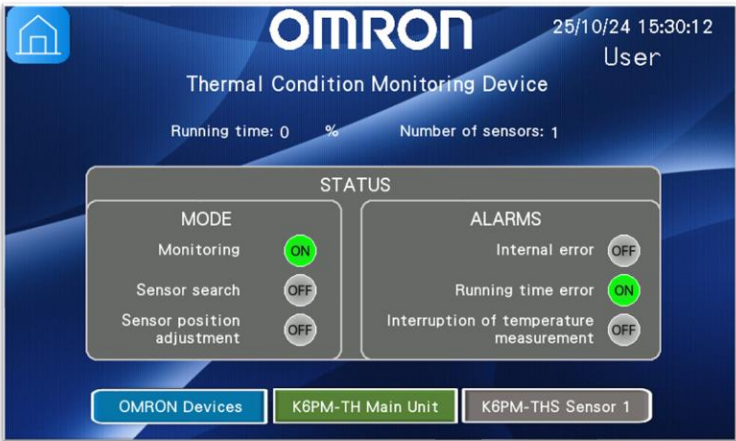 OMRON
25/10/24 15:30:12
User
Thermal Condition Monitoring Device
Running time: 0 %
Number of sensors: 1
STATUS
MODE
Monitoring ON
Sensor search OFF
Sensor position
adjustment OFF
ALARMS
Internal error OFF
Running time error ON
Interruption of temperature
measurement OFF
OMRON Devices
K6PM-TH Main Unit
K6PM-THS Sensor 1